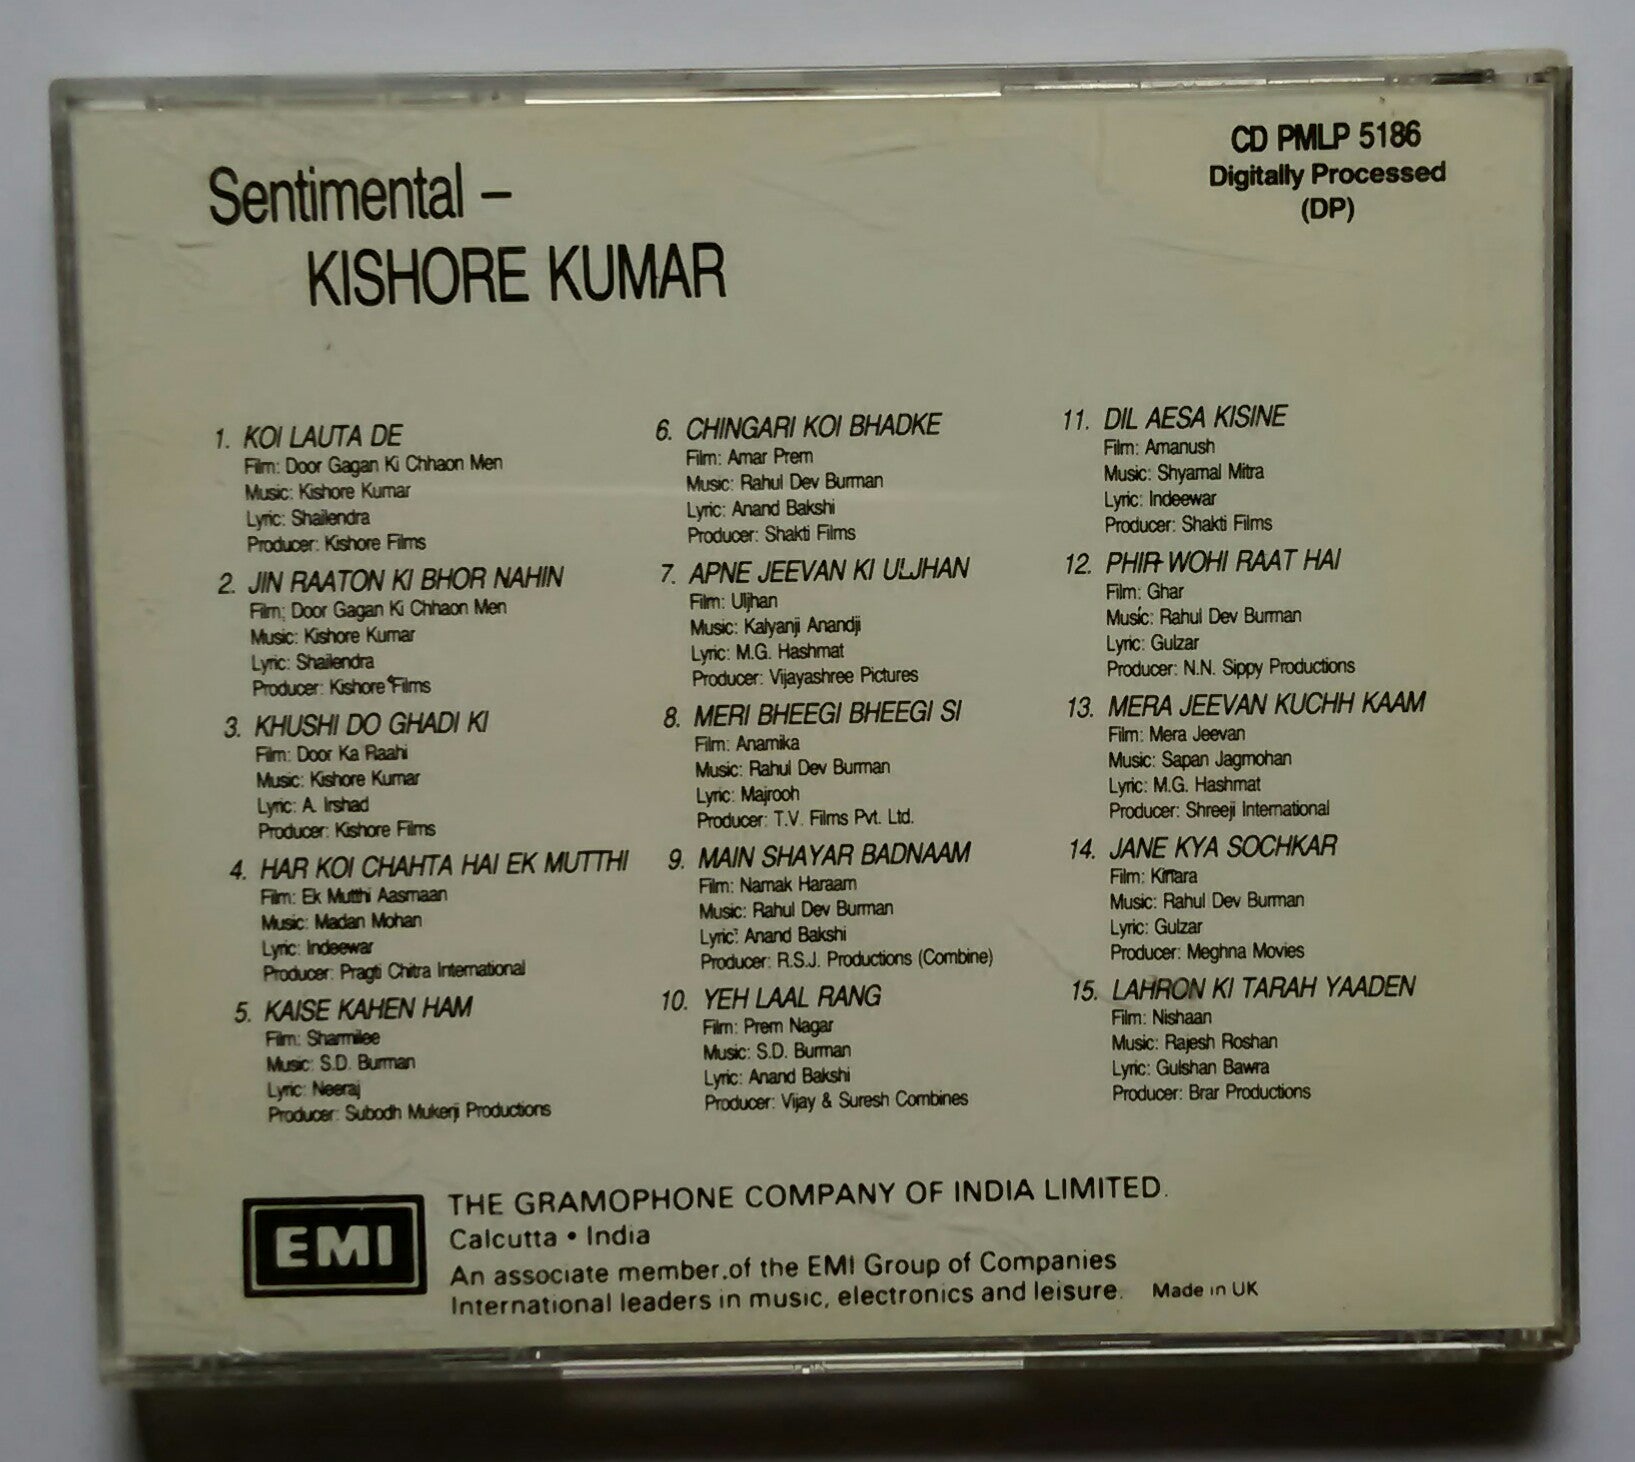 Sentimental –
KISHORE KUMAR
CD PMLP 5186
Digitally Processed
(DP)
1. KOI LAUTA DE
Film: Door Gagan Ki Chhaon Men
Music: Kishore Kumar
Lyric: Shailendra
Producer: Kishore Films
2. JIN RAATON KI BHOR NAHIN
Film: Door Gagan Ki Chhaon Men
Music: Kishore Kumar
Lyric: Shailendra
Producer: Kishore Films
3. KHUSHI DO GHADI KI
Film: Door Ka Raahi
Music: Kishore Kumar
Lyric: A. Irshad
Producer: Kishore Films
4. HAR KOI CHAHTA HAI EK MUTTHI
Film: Ek Mutthi Aasmaan
Music: Madan Mohan
Lyric: Indeewar
Producer: Pragti Chitra International
5. KAISE KAHEN HAM
Film: Sharmilee
Music: S.D. Burman
Lyric: Neeraj
Producer: Subodh Mukerji Productions
6. CHINGARI KOI BHADKE
Film: Amar Prem
Music: Rahul Dev Burman
Lyric: Anand Bakshi
Producer: Shakti Films
7. APNE JEEVAN KI ULJHAN
Film: Uljhan
Music: Kalyanji Anandji
Lyric: M.G. Hashmat
Producer: Vijayashree Pictures
8. MERI BHEEGI BHEEGI SI
Film: Anamika
Music: Rahul Dev Burman
Lyric: Majrooh
Producer: T.V. Films Pvt. Ltd.
9. MAIN SHAYAR BADNAAM
Film: Namak Haraam
Music: Rahul Dev Burman
Lyric: Anand Bakshi
Producer: R.S.J. Productions (Combine)
10. YEH LAAL RANG
Film: Prem Nagar
Music: S.D. Burman
Lyric: Anand Bakshi
Producer: Vijay & Suresh Combines
11. DIL AESA KISINE
Film: Amanush
Music: Shyamal Mitra
Lyric: Indeewar
Producer: Shakti Films
12. PHIR WOHI RAAT HAI
Film: Ghar
Music: Rahul Dev Burman
Lyric: Gulzar
Producer: N.N. Sippy Productions
13. MERA JEEVAN KUCHH KAAM
Film: Mera Jeevan
Music: Sapan Jagmohan
Lyric: M.G. Hashmat
Producer: Shreeji International
14. JANE KYA SOCHKAR
Film: Kinara
Music: Rahul Dev Burman
Lyric: Gulzar
Producer: Meghna Movies
15. LAHRON KI TARAH YAADEN
Film: Nishaan
Music: Rajesh Roshan
Lyric: Gulshan Bawra
Producer: Brar Productions
EMI
THE GRAMOPHONE COMPANY OF INDIA LIMITED.
Calcutta • India
An associate member of the EMI Group of Companies
International leaders in music, electronics and leisure. Made in UK